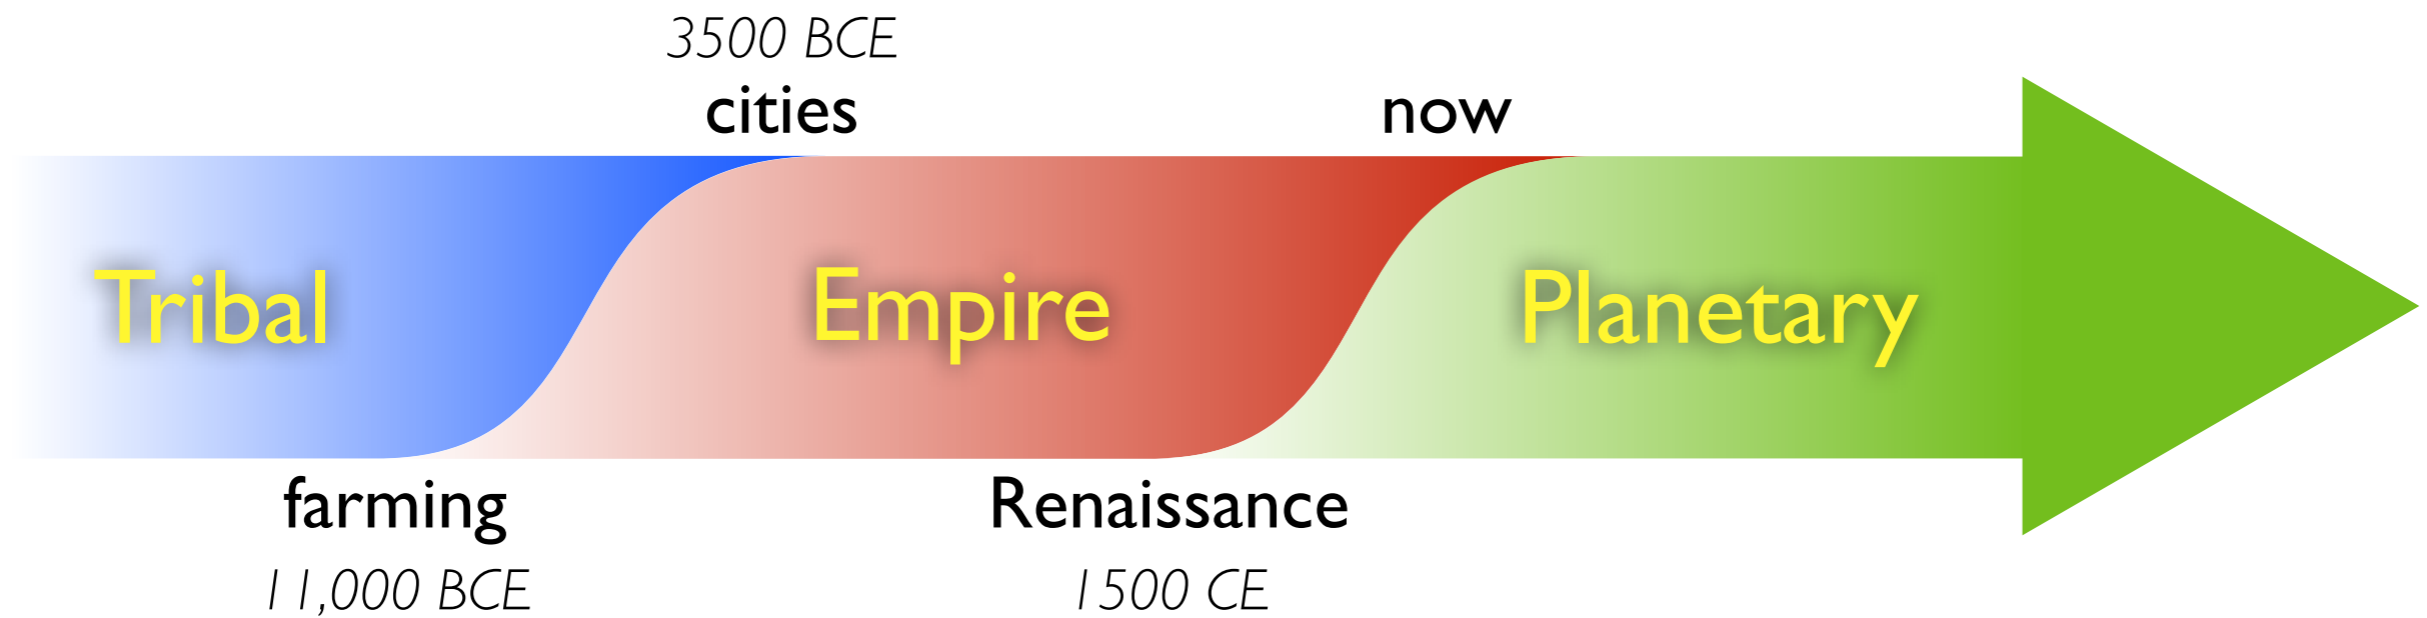 3500 BCE
cities
now
Tribal
Empire
Planetary
farming
11,000 BCE
Renaissance
1500 CE